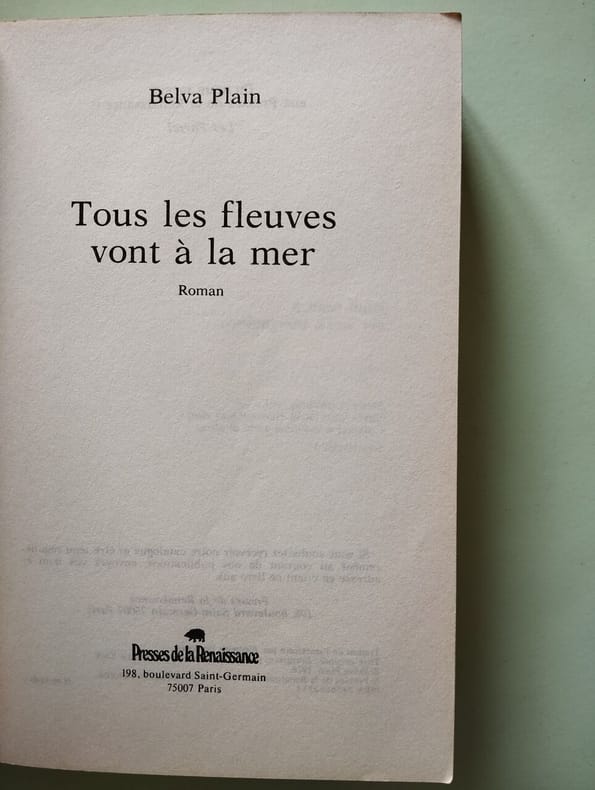 Belva Plain
Tous les fleuves
vont à la mer
Roman
Presses de la Renaissance
198, boulevard Saint-Germain
75007 Paris